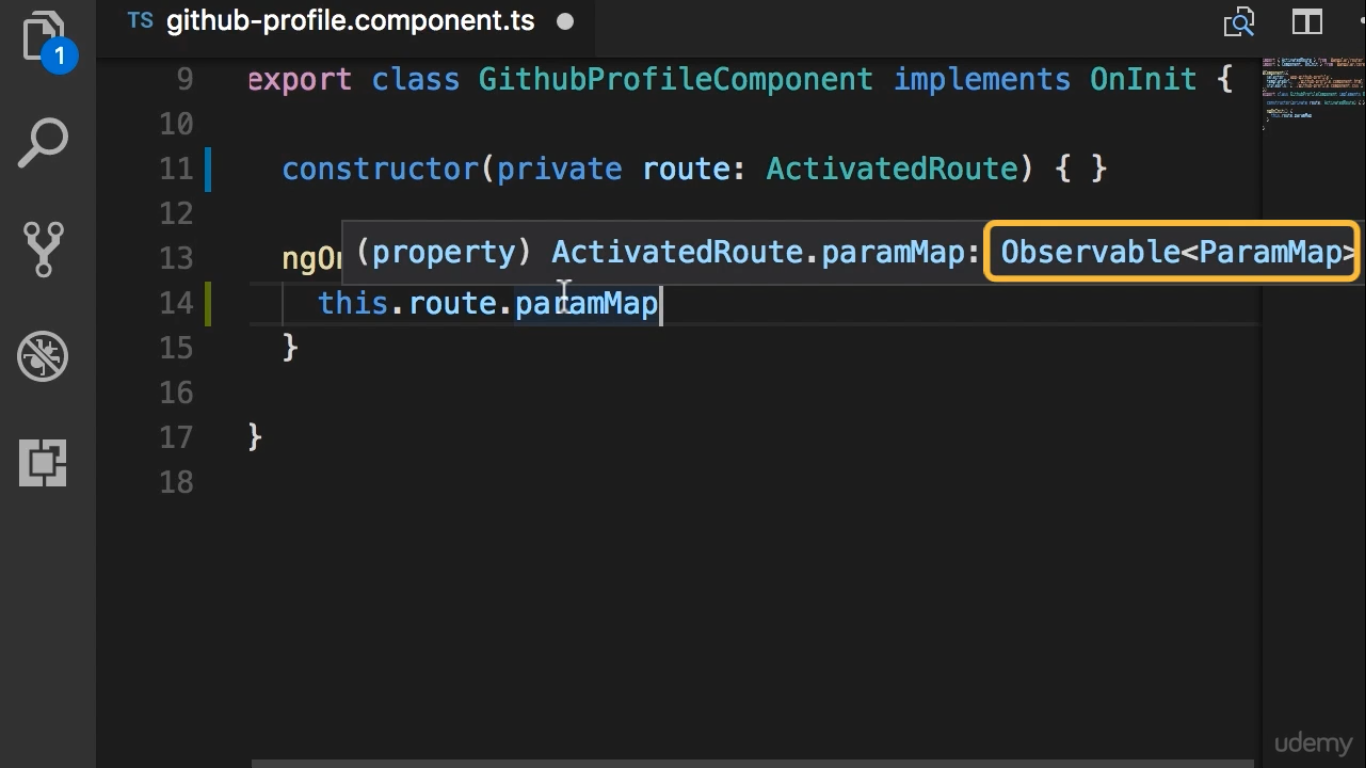 TS github-profile.component.ts
1
9 export class GithubProfileComponent implements OnInit {
10
11 constructor(private route: ActivatedRoute) { }
12
(property) ActivatedRoute.paramMap: Observable<ParamMap>
13 ngOn
14 this.route.paramMap
15 }
16
17 }
18
udemy